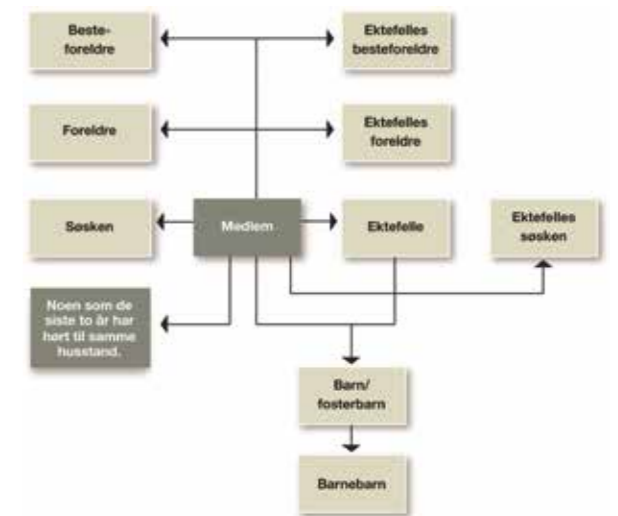 Beste-
foreldre
Ektefelles
besteforeldre
Foreldre
Ektefelles
foreldre
Søsken
Medlem
Ektefelle
Ektefelles
søsken
Noen som de
siste to år har
hørt til samme
husstand.
Barn/
fosterbarn
Barnebarn